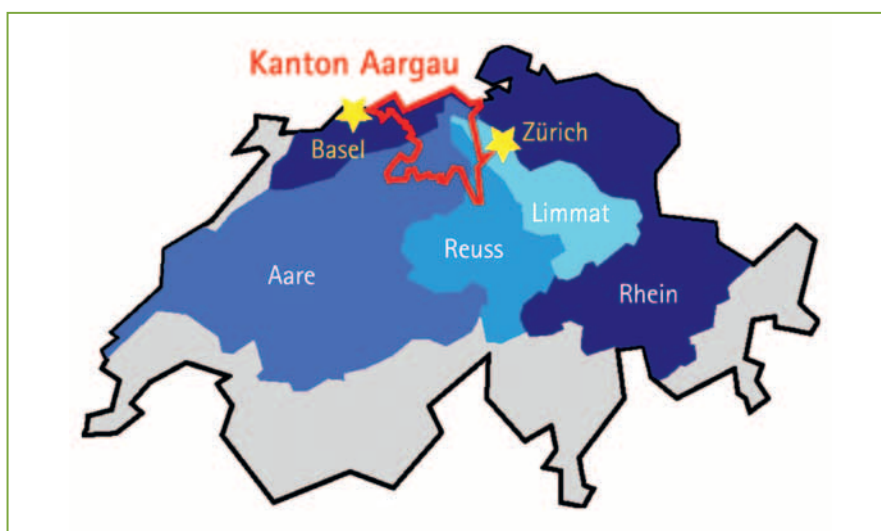 Kanton Aargau
Basel
Zürich
Limmat
Reuss
Aare
Rhein